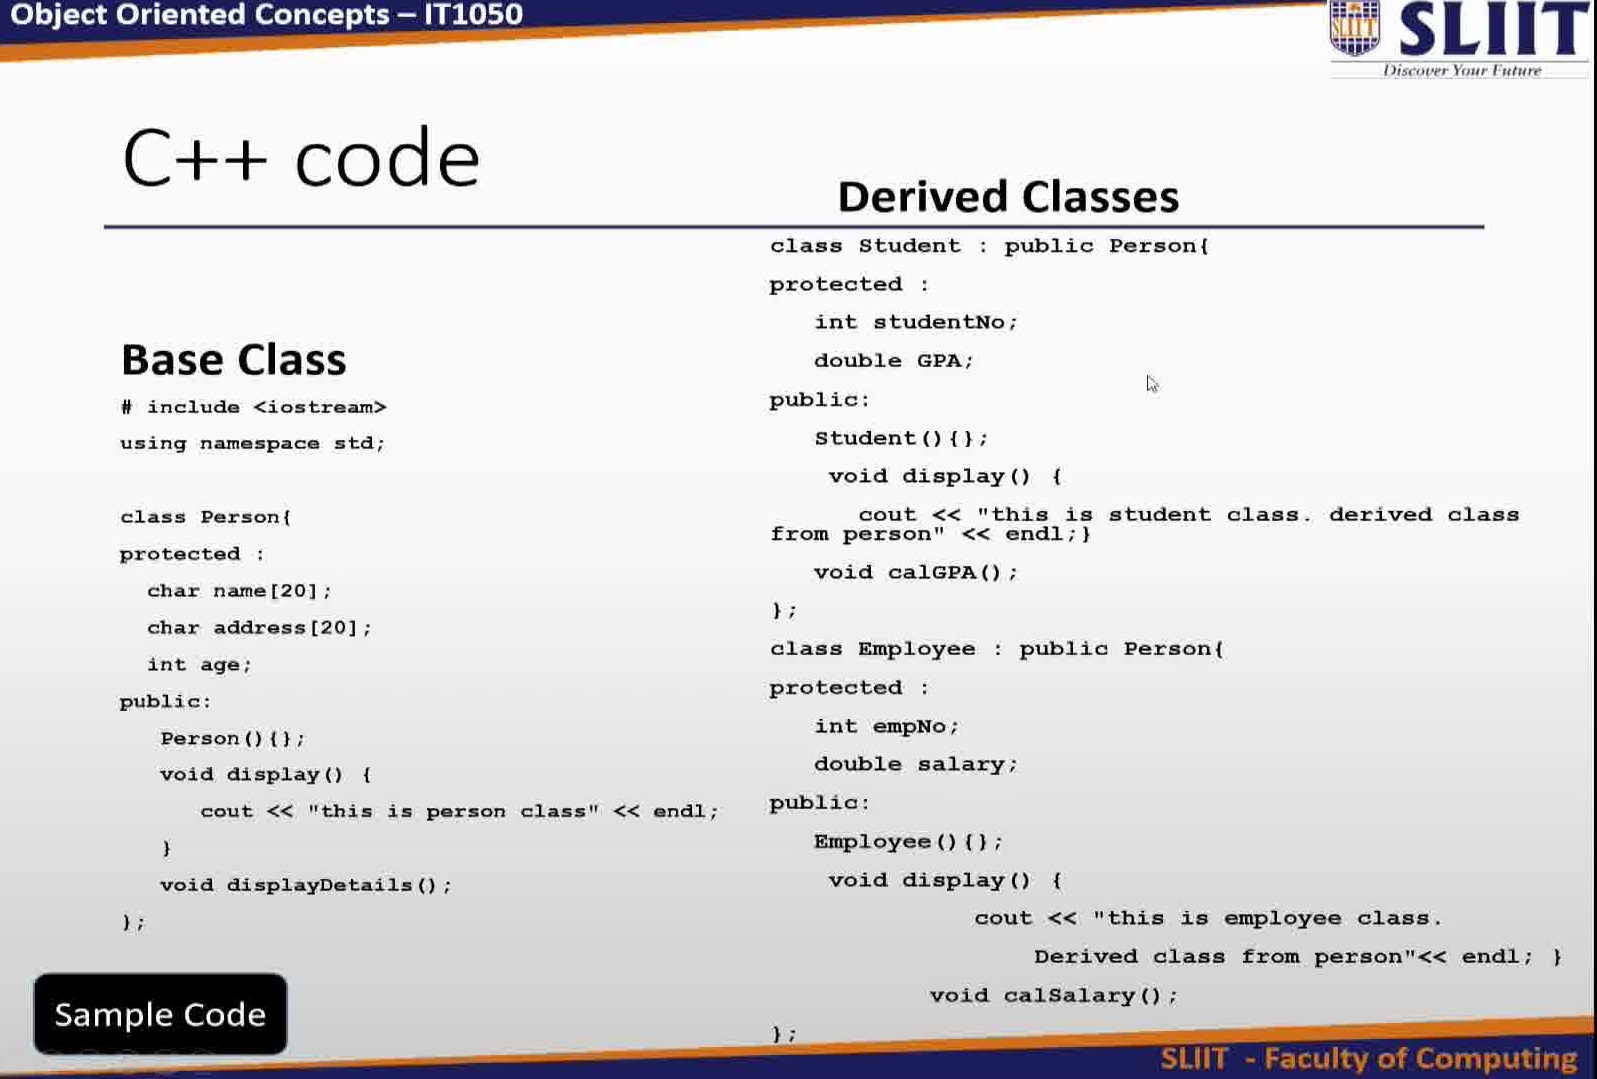 Object Oriented Concepts – IT1050
SLIIT
SLIIT
Discover Your Future
C++ code
Base Class
# include <iostream>
using namespace std;
class Person{
protected :
char name[20];
char address[20];
int age;
public:
Person(){};
void display() {
cout << "this is person class" << endl;
}
void displayDetails();
};
Derived Classes
class Student : public Person{
protected :
int studentNo;
double GPA;
public:
Student(){};
void display() {
cout << "this is student class. derived class
from person" << endl;}
void calGPA();
};
class Employee : public Person{
protected :
int empNo;
double salary;
public:
Employee(){};
void display() {
cout << "this is employee class.
Derived class from person"<< endl; }
void calSalary();
};
Sample Code
SLIIT - Faculty of Computing